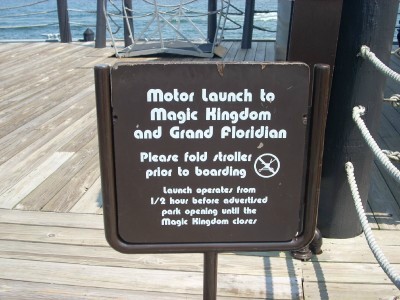 Motor Launch to
Magic Kingdom
and Grand Floridian
Please fold stroller
prior to boarding
Launch operates from
1/2 hour before advertised
park opening until the
Magic Kingdom closes